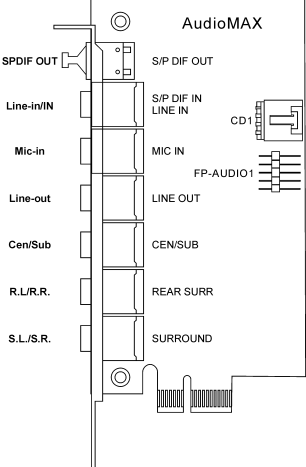 AudioMAX
SPDIF OUT
S/P DIF OUT
Line-in/IN
S/P DIF IN
LINE IN
CD1
Mic-in
MIC IN
FP-AUDIO1
Line-out
LINE OUT
Cen/Sub
CEN/SUB
R.L/R.R.
REAR SURR
S.L./S.R.
SURROUND